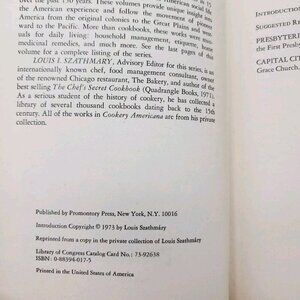 over the past 150 years. These volumes provide unique insight into
the American experience and follow the movement of pioneer
America from the original colonies to the Great Plains and west-
ward to the Pacific. More than cookbooks, these works were man-
uals for daily living: household management, etiquette, home
medicinal remedies, and much more. See the last pages of this
volume for a complete listing of the series.
LOUIS I. SZATHMÁRY, Advisory Editor for this series, is an
internationally known chef, food management consultant, owner
of the renowned Chicago restaurant, The Bakery, and author of the
best selling The Chef's Secret Cookbook (Quadrangle Books, 1971).
As a serious student of the history of cookery, he has collected a
library of several thousand cookbooks dating back to the 15th
century. All of the works in Cookery Americana are from his private
collection.
Published by Promontory Press, New York, N.Y. 10016
Introduction Copyright © 1973 by Louis Szathmáry
Reprinted from a copy in the private collection of Louis Szathmáry
Library of Congress Catalog Card No.: 73-92638
ISBN: 0-88394-017-5
Printed in the United States of America
INTRODUCTION
SUGGESTED
PRESBYTERI
the First Presby
CAPITAL CIT
Grace Church.